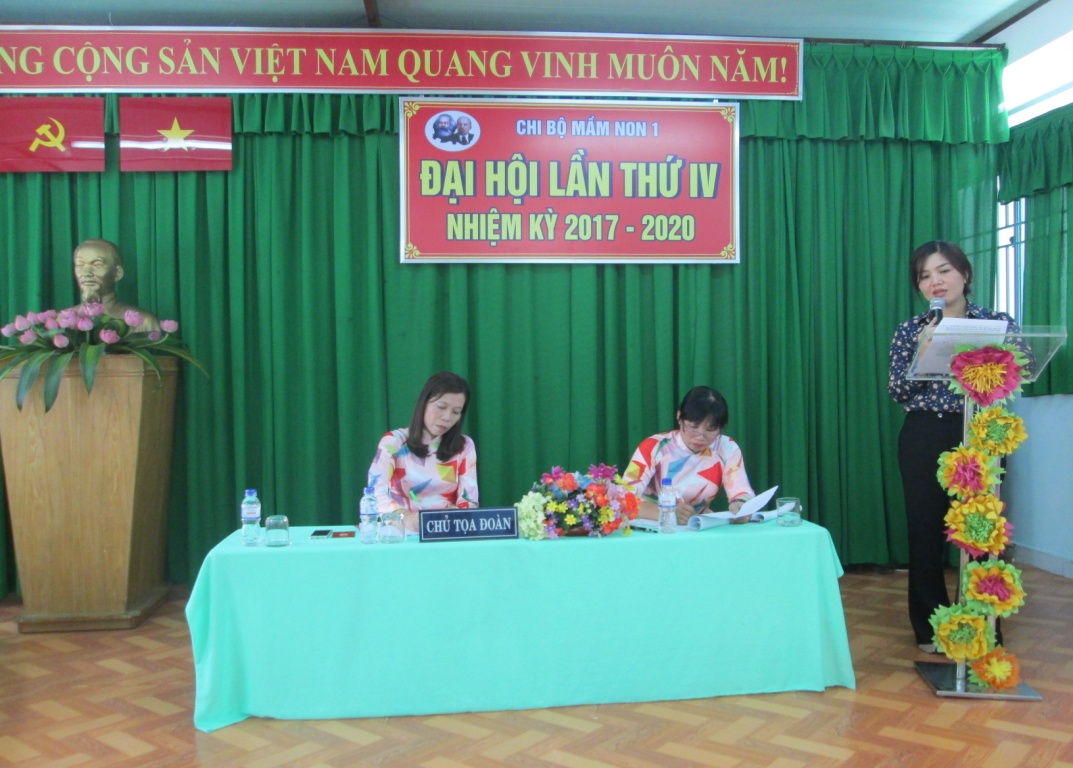 NG CỘNG SẢN VIỆT NAM QUANG VINH MUÔN NĂM!
CHI BỘ MẦM NON 1
ĐẠI HỘI LẦN THỨ IV
NHIỆM KỲ 2017 - 2020
CHỦ TỌA ĐOÀN